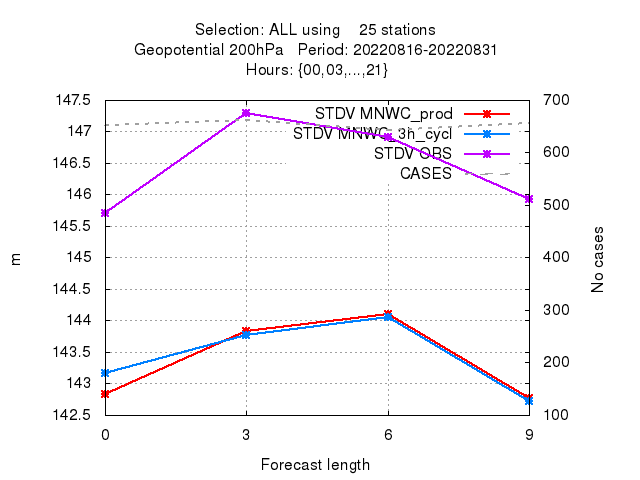 Selection: ALL using    25 stations
Geopotential 200hPa   Period: 20220816-20220831
Hours: {00,03,...,21}
147.5
147
146.5
146
145.5
145
144.5
144
143.5
143
142.5
m
STDV MNWC_prod
STDV MNWC_3h_cycl
STDV OBS
CASES
700
600
500
400
300
200
100
No cases
0 3 6 9
Forecast length